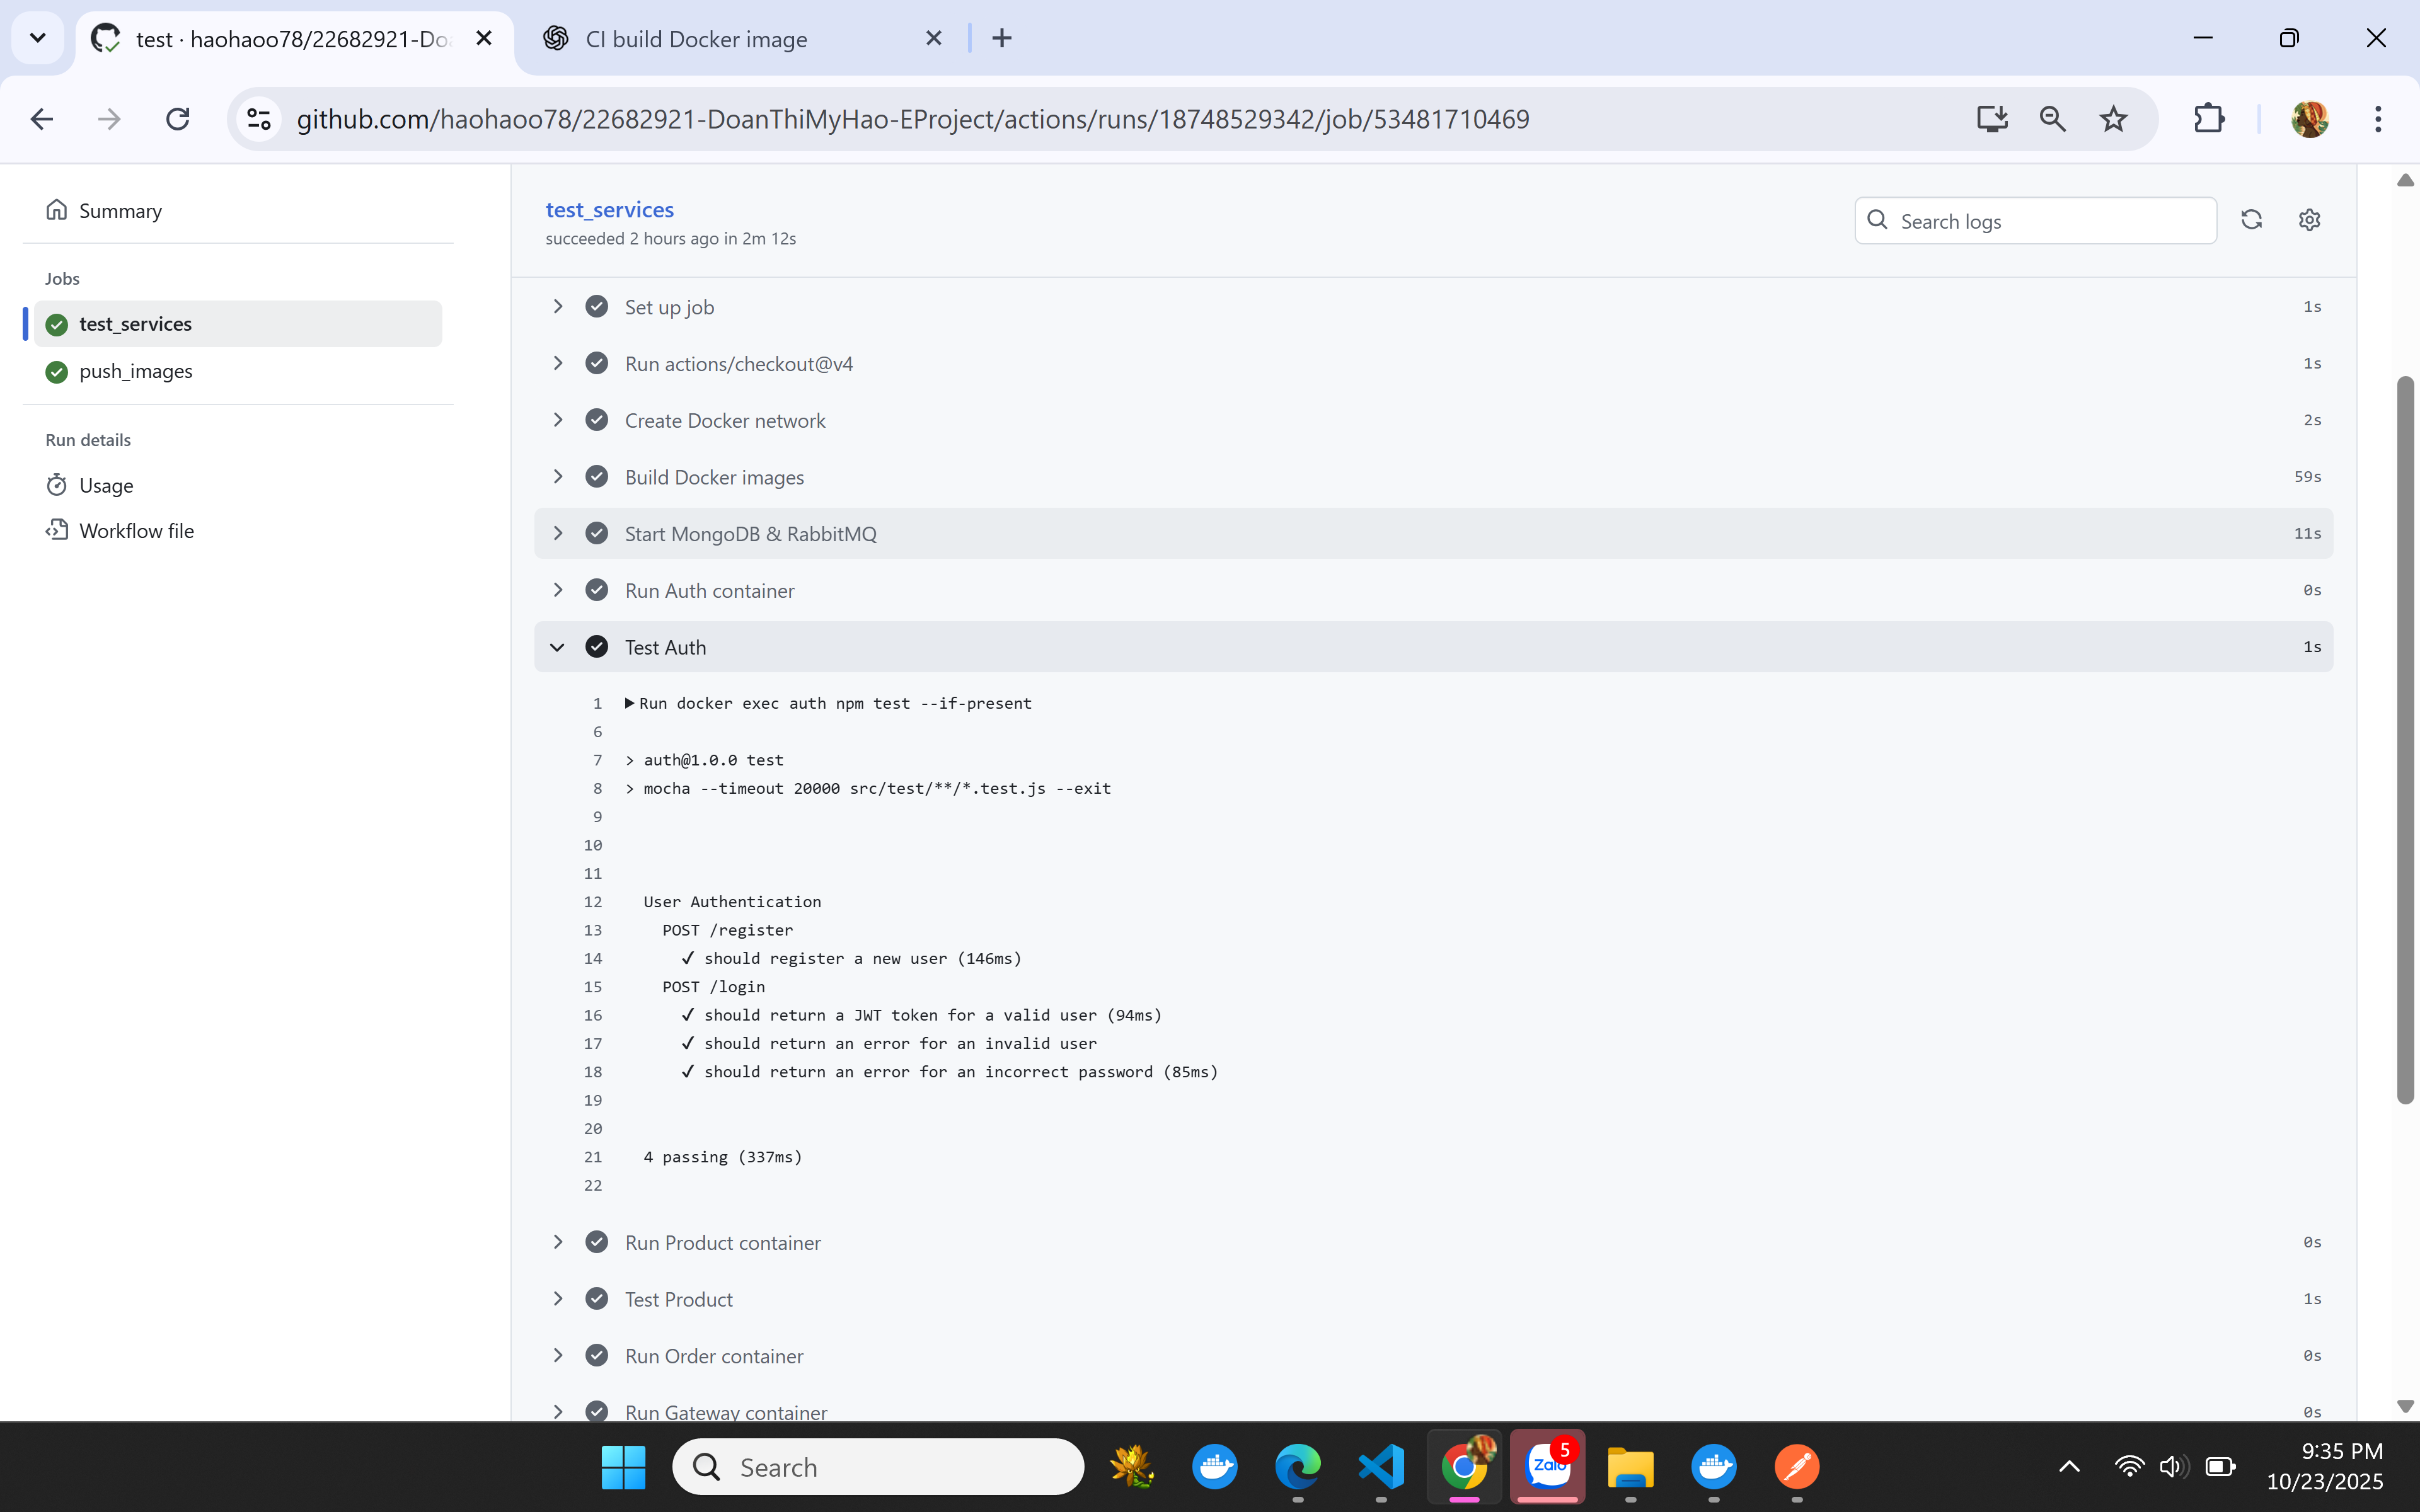 test · haohaoo78/22682921-Do
CI build Docker image
github.com/haohaoo78/22682921-DoanThiMyHao-EProject/actions/runs/18748529342/job/53481710469
Summary
Jobs
test_services
push_images
Run details
Usage
Workflow file
test_services
succeeded 2 hours ago in 2m 12s
Search logs
Set up job 1s
Run actions/checkout@v4 1s
Create Docker network 2s
Build Docker images 59s
Start MongoDB & RabbitMQ 11s
Run Auth container 0s
Test Auth 1s
1 Run docker exec auth npm test --if-present
6
7 > auth@1.0.0 test
8 > mocha --timeout 20000 src/test/**/*.test.js --exit
9
10
11
12 User Authentication
13 POST /register
14 ✓ should register a new user (146ms)
15 POST /login
16 ✓ should return a JWT token for a valid user (94ms)
17 ✓ should return an error for an invalid user
18 ✓ should return an error for an incorrect password (85ms)
19
20
21 4 passing (337ms)
22
Run Product container 0s
Test Product 1s
Run Order container 0s
Run Gateway container 0s
Search
Zalo
5
9:35 PM
10/23/2025